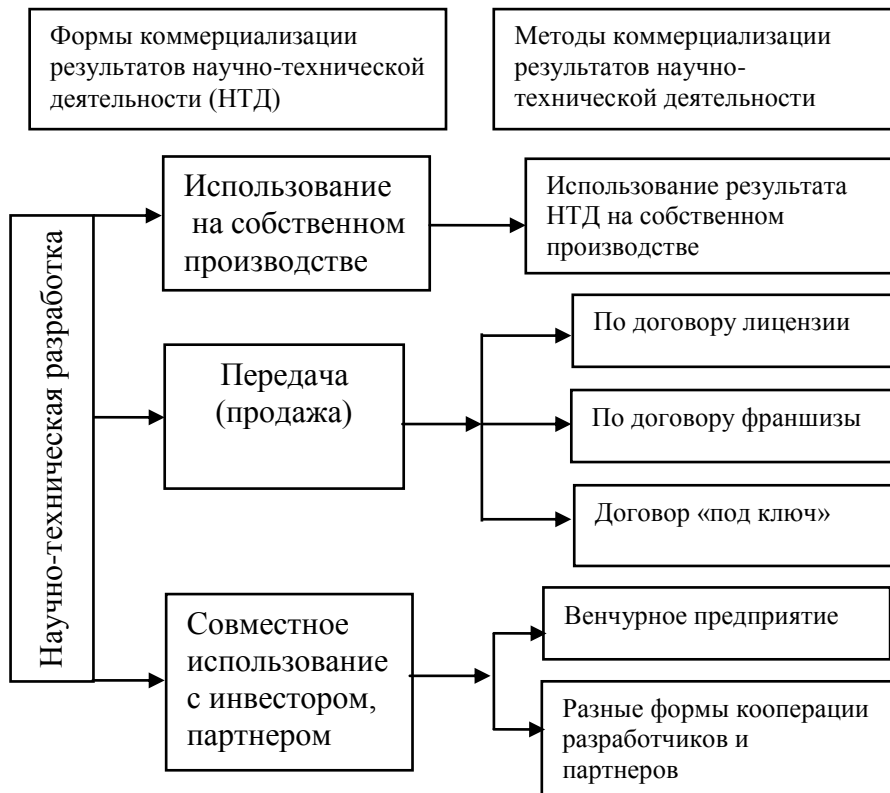 Формы коммерциализации
результатов научно-технической
деятельности (НТД)
Методы коммерциализации
результатов научно-
технической деятельности
Научно-техническая разработка
Использование
на собственном
производстве
Использование результата
НТД на собственном
производстве
Передача
(продажа)
По договору лицензии
По договору франшизы
Договор «под ключ»
Совместное
использование
с инвестором,
партнером
Венчурное предприятие
Разные формы кооперации
разработчиков и
партнеров